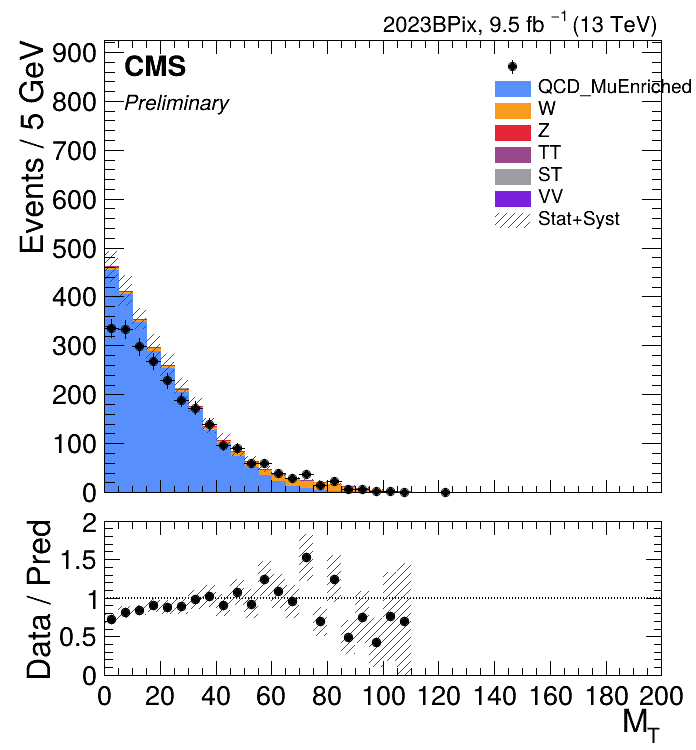 2023BPix, 9.5 fb⁻¹ (13 TeV)
CMS
Preliminary
Events / 5 GeV
900
800
700
600
500
400
300
200
100
0
QCD_MuEnriched
W
Z
TT
ST
VV
Stat+Syst
Data / Pred
2
1.5
1
0.5
0
0 20 40 60 80 100 120 140 160 180 200
M_T